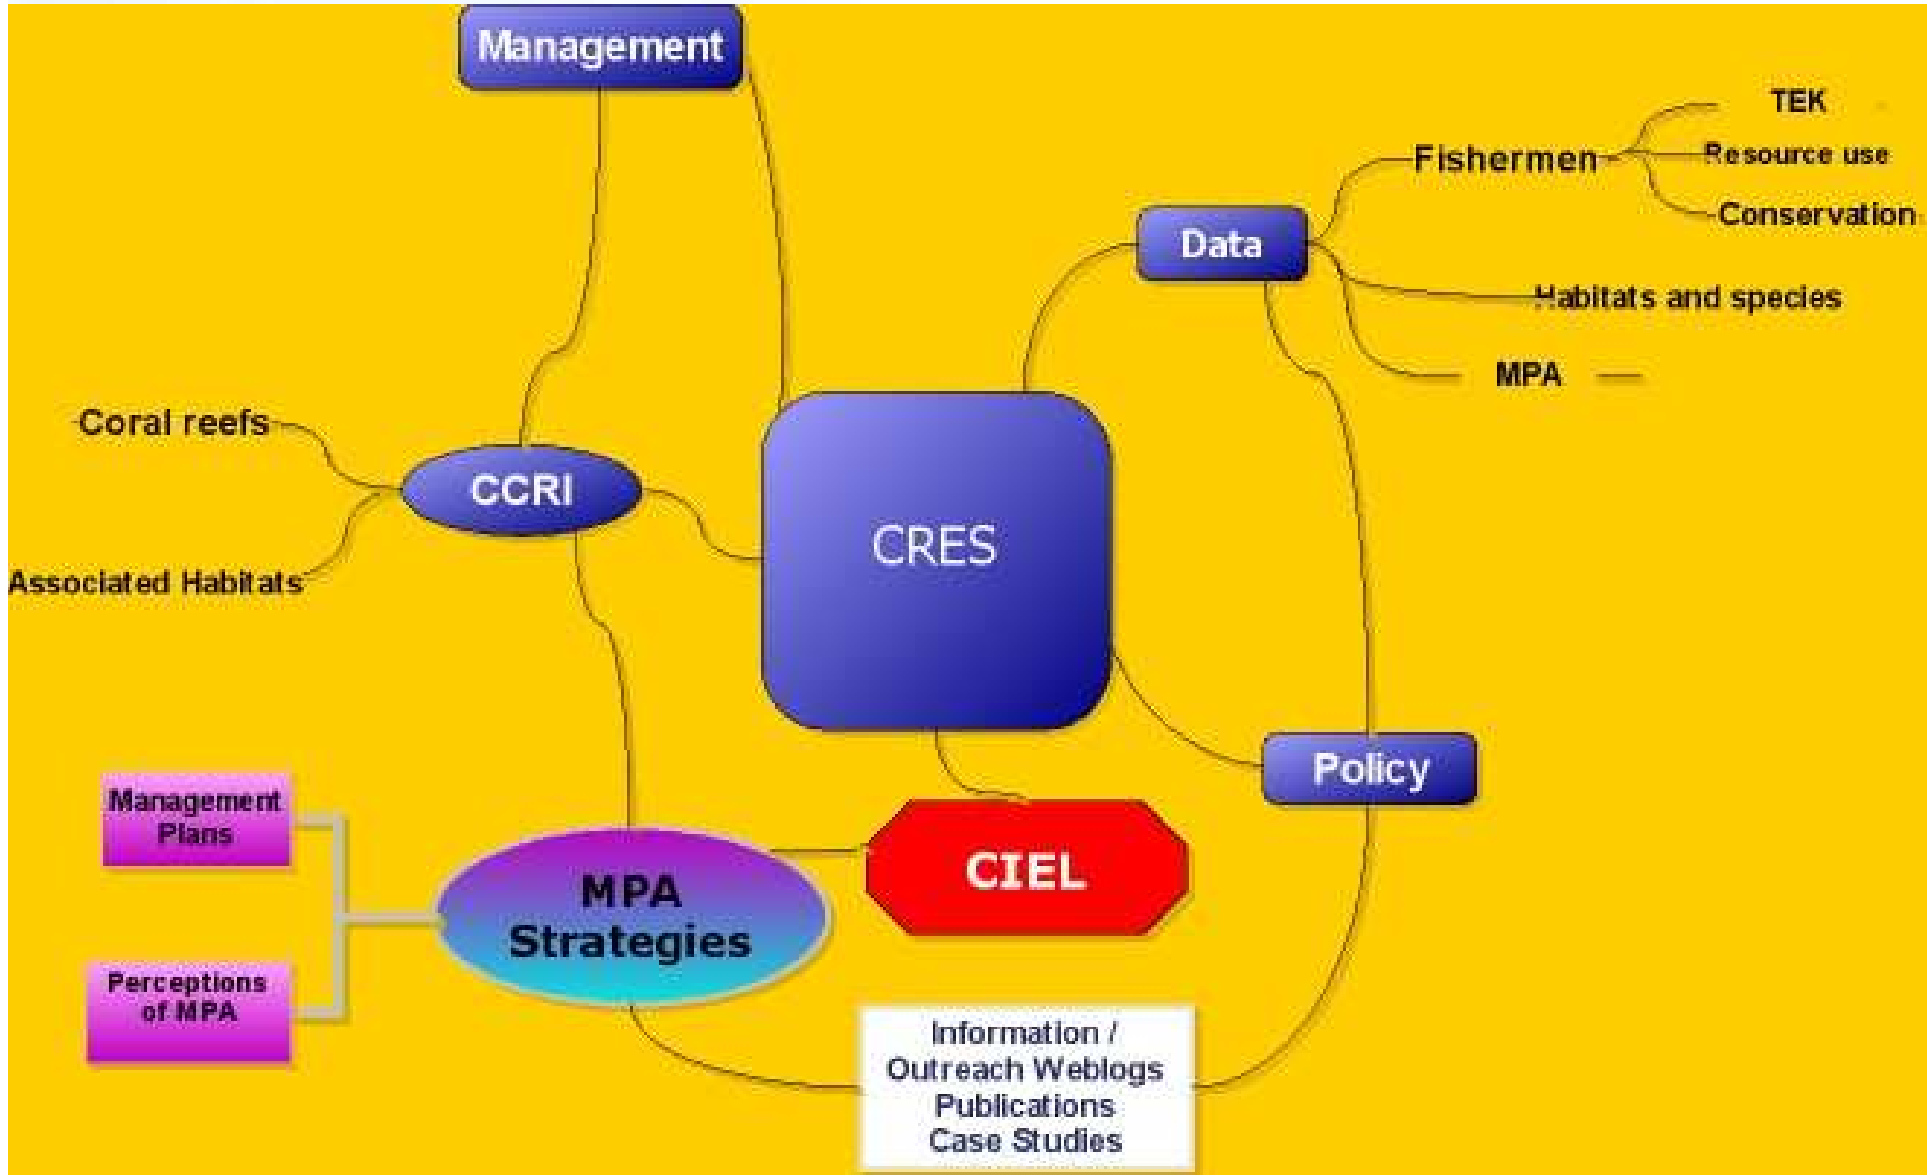 Management
TEK
Fishermen
Resource use
Conservation
Data
Habitats and species
MPA
Coral reefs
CCRI
Associated Habitats
CRES
Policy
Management
Plans
MPA
Strategies
CIEL
Perceptions
of MPA
Information /
Outreach Weblogs
Publications
Case Studies